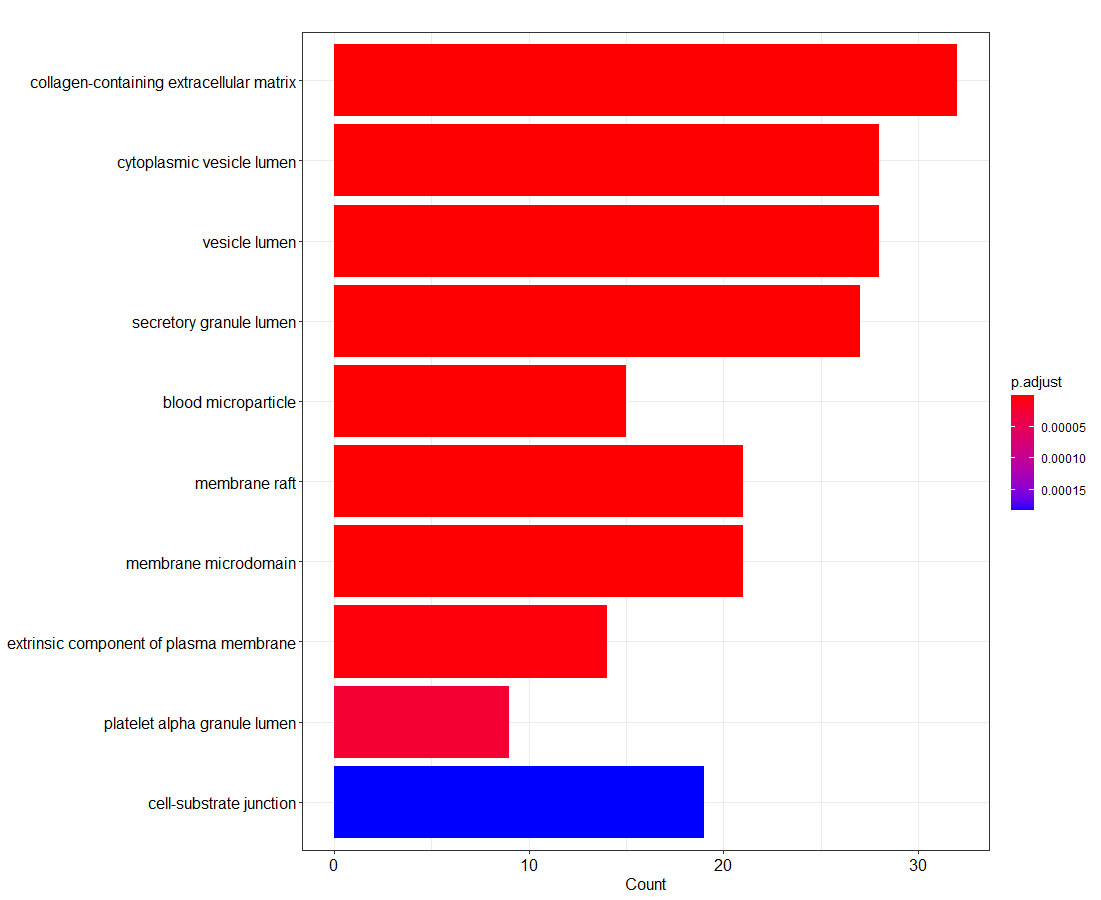 collagen-containing extracellular matrix
cytoplasmic vesicle lumen
vesicle lumen
secretory granule lumen
blood microparticle
membrane raft
membrane microdomain
extrinsic component of plasma membrane
platelet alpha granule lumen
cell-substrate junction
0 10 20 30
Count
p.adjust
0.00005
0.00010
0.00015